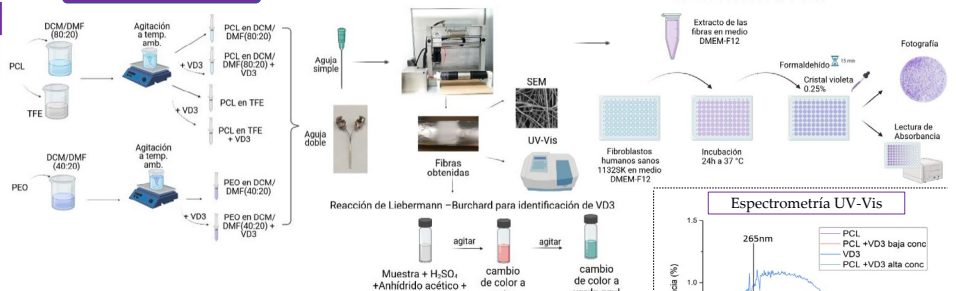 DCM/DMF
(80:20)
PCL
TFE
Agitación
a temp.
amb.
+ VD3
+ VD3
PCL en DCM/
DMF(80:20)
PCL en DCM/
DMF(80:20) +
VD3
PCL en TFE
PCL en TFE
+ VD3
DCM/DMF
(40:20)
PEO
Agitación
a temp.
amb.
+ VD3
PEO en DCM/
DMF(40:20)
PEO en DCM/
DMF(40:20) +
VD3
Aguja
simple
Aguja
doble
Fibras
obtenidas
SEM
UV-Vis
Reacción de Liebermann –Burchard para identificación de VD3
Muestra + H₂SO₄
+Anhídrido acético +
agitar
cambio
de color a
agitar
cambio
de color a
Extracto de las
fibras en medio
DMEM-F12
Fibroblastos
humanos sanos
1132SK en medio
DMEM-F12
Incubación
24h a 37 °C
Formaldehído
15 min
Cristal violeta
0.25%
Fotografía
Lectura de
Absorbancia
Espectrometría UV-Vis
1.5
1.0
265nm
PCL
PCL +VD3 baja conc
VD3
PCL +VD3 alta conc